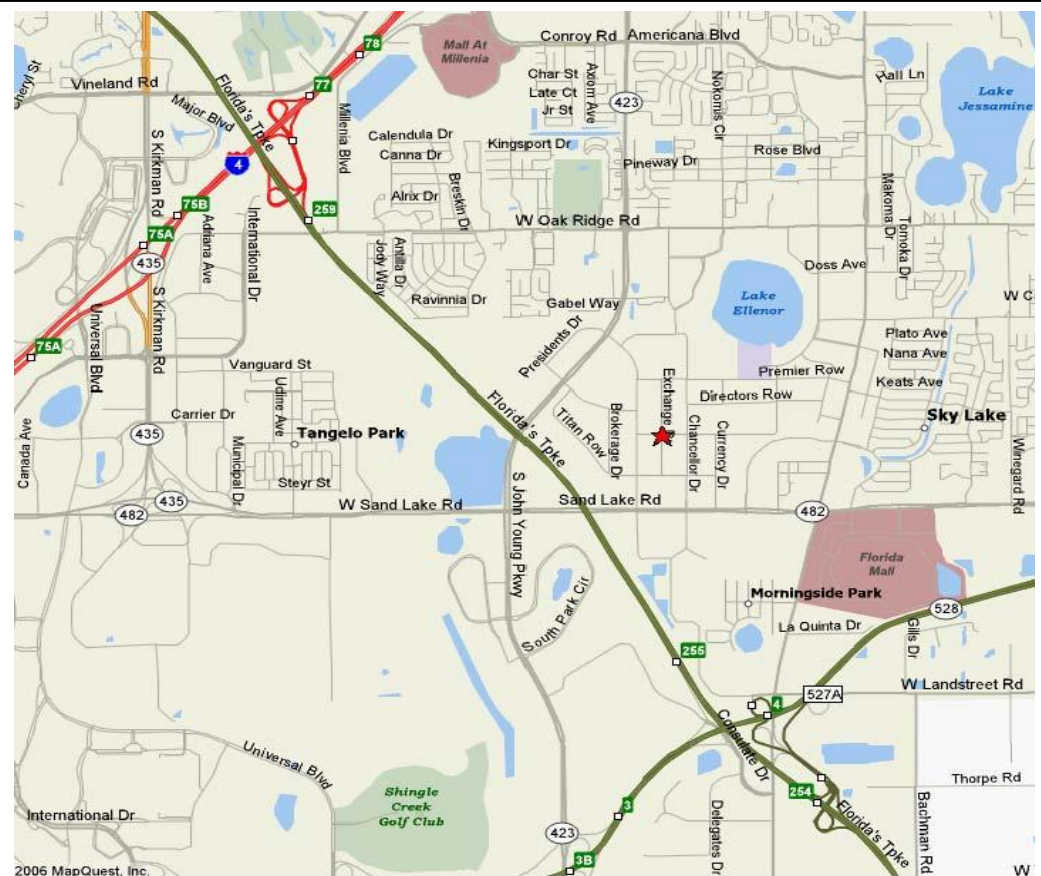 78
Conroy Rd
Americana Blvd
Mall At
Millenia
Cheryl St
Vineland Rd
77
Char St
Late Ct
Jr St
Axiom Ave
423
Nokomis Cir
Hall Ln
Lake
Jessamine
Major Blvd
Florida's Tpke
Millenia Blvd
S Kirkman Rd
4
Calendula Dr
Canna Dr
Kingsport Dr
Pineway Dr
Rose Blvd
Alrix Dr
Breskin Dr
Makoma Dr
75B
259
W Oak Ridge Rd
75A
Adriana Ave
International Dr
Tomoka Dr
435
Jody Way
Antilla Dr
Doss Ave
Ravinnia Dr
Gabel Way
Lake
Ellenor
W
S Kirkman Rd
Universal Blvd
Presidents Dr
Plato Ave
Nana Ave
75A
Vanguard St
Premier Row
Keats Ave
Exchange Dr
Directors Row
Udine Ave
Florida's Tpke
Titan Row
Brokerage Dr
Sky Lake
Carrier Dr
Canada Ave
435
Tangelo Park
Chancellor Dr
Currency Dr
Winegard Rd
Municipal Dr
Steyr St
435
482
W Sand Lake Rd
Sand Lake Rd
482
S John Young Pkwy
Florida
Mall
South Park Cir
Morningside Park
528
La Quinta Dr
Gills Dr
255
W Landstreet Rd
527A
4
Consulate Dr
Universal Blvd
Thorpe Rd
Shingle
Creek
Golf Club
254
International Dr
3
Delegates Dr
Florida's Tpke
Bachman Rd
423
3B
2006 MapQuest, Inc.
W